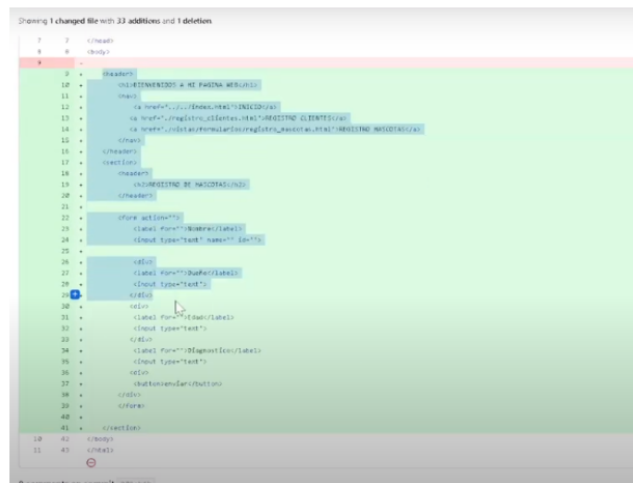 Showing 1 changed file with 33 additions and 1 deletion.
7 7 </head>
8 8 <body>
9 -
9 + <header>
10 + <h1>BIENVENIDOS A MI PAGINA WEB</h1>
11 + <nav>
12 + <a href="../../index.html">INICIO</a>
13 + <a href="./registro_clientes.html">REGISTRO CLIENTES</a>
14 + <a href="./vistas/formularios/registro_mascotas.html">REGISTRO MASCOTAS</a>
15 + </nav>
16 + </header>
17 + <section>
18 + <header>
19 + <h2>REGISTRO DE MASCOTAS</h2>
20 + </header>
21 +
22 + <form action="">
23 + <label for="">Nombre</label>
24 + <input type="text" name="" id="">
25 +
26 + <div>
27 + <label for="">Dueño</label>
28 + <input type="text">
29 + </div>
30 + <div>
31 + <label for="">Edad</label>
32 + <input type="text">
33 + </div>
34 + <label for="">Diagnostico</label>
35 + <input type="text">
36 + <div>
37 + <button>enviar</button>
38 + </div>
39 + </form>
40 +
41 + </section>
10 42 </body>
11 43 </html>